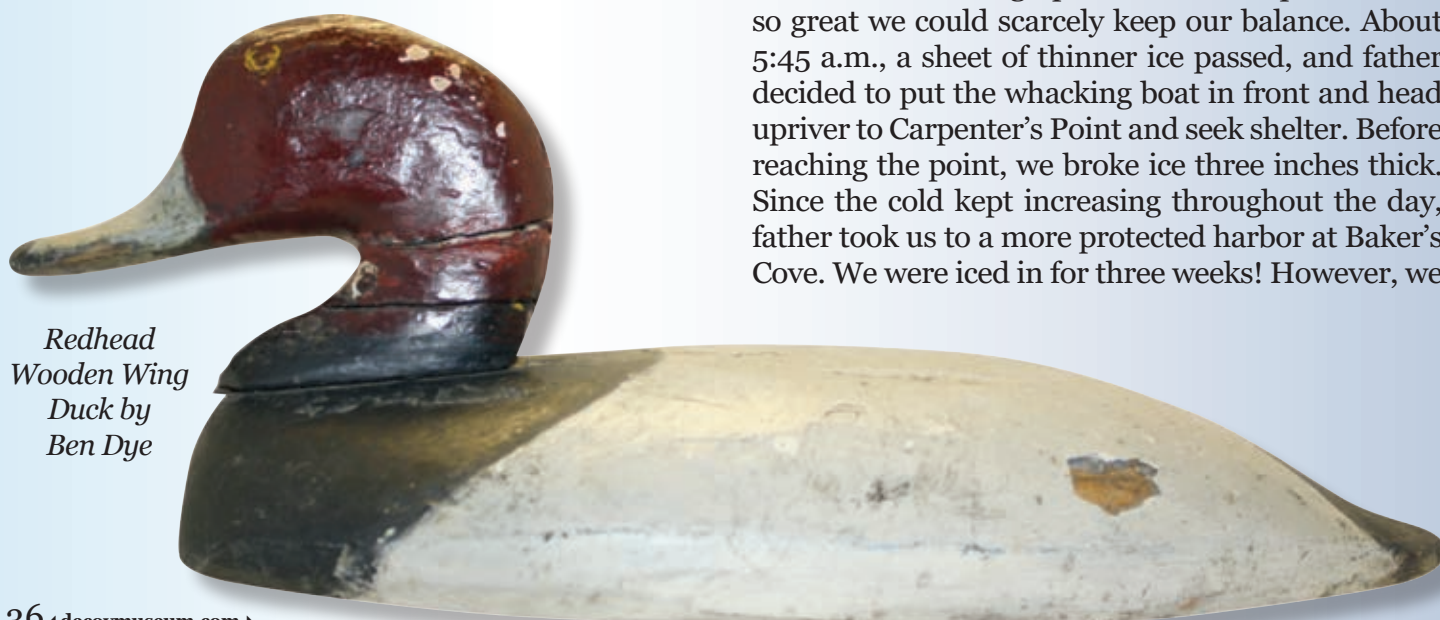 so great we could scarcely keep our balance. About
5:45 a.m., a sheet of thinner ice passed, and father
decided to put the whacking boat in front and head
upriver to Carpenter’s Point and seek shelter. Before
reaching the point, we broke ice three inches thick.
Since the cold kept increasing throughout the day,
father took us to a more protected harbor at Baker’s
Cove. We were iced in for three weeks! However, we
Redhead
Wooden Wing
Duck by
Ben Dye
decoymuseum.com